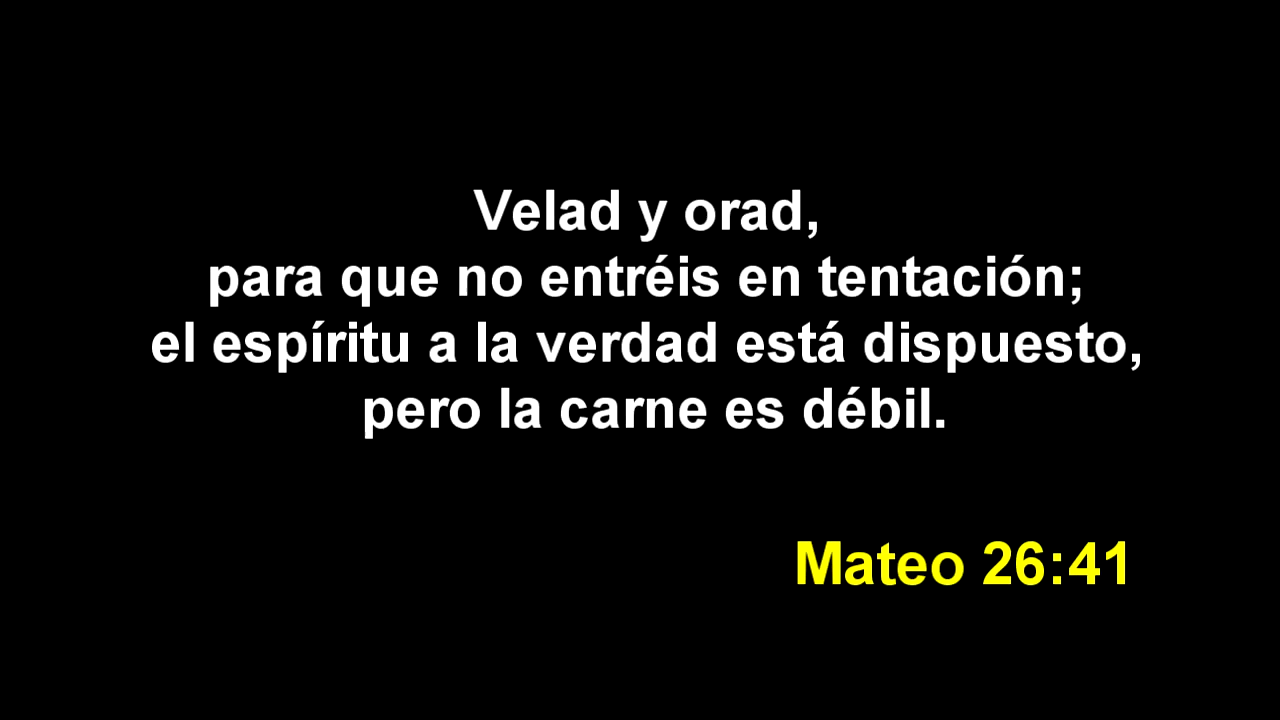 Velad y orad,
para que no entréis en tentación;
el espíritu a la verdad está dispuesto,
pero la carne es débil.
Mateo 26:41